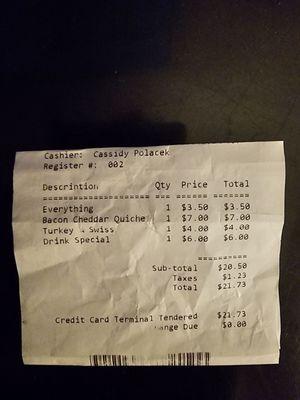 Cashier: Cassidy Polacek
Register #: 002
Description Qty Price Total
==================== === ====== =======
Everything 1 $3.50 $3.50
Bacon Cheddar Quiche 1 $7.00 $7.00
Turkey & Swiss 1 $4.00 $4.00
Drink Special 1 $6.00 $6.00
==========
Sub-total $20.50
Taxes $1.23
Total $21.73
Credit Card Terminal Tendered $21.73
ange Due $0.00